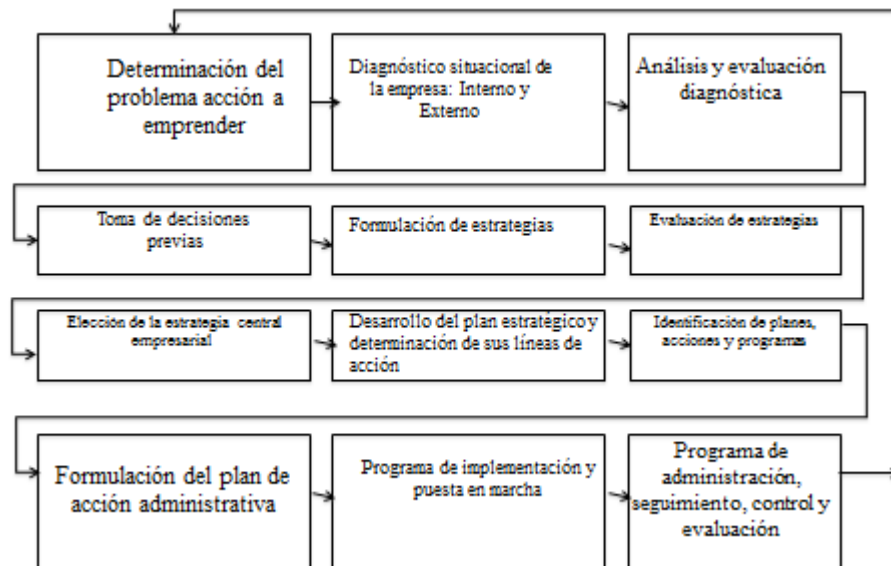 Determinación del
problema acción a
emprender
Diagnóstico situacional de
la empresa: Interno y
Externo
Análisis y evaluación
diagnóstica
Toma de decisiones
previas
Formulación de estrategias
Evaluación de estrategias
Elección de la estrategia central
empresarial
Desarrollo del plan estratégico y
determinación de sus líneas de
acción
Identificación de planes,
acciones y programas
Formulación del plan de
acción administrativa
Programa de implementación y
puesta en marcha
Programa de
administración,
seguimiento, control y
evaluación